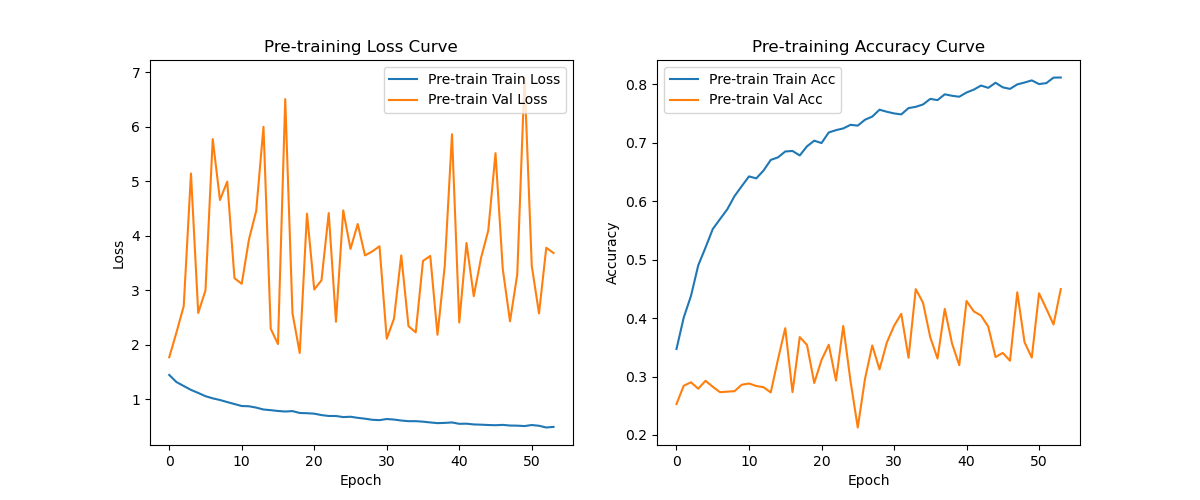 Pre-training Loss Curve
Pre-train Train Loss
Pre-train Val Loss
7
6
5
4
3
2
1
Loss
0
10
20
30
40
50
Epoch
Pre-training Accuracy Curve
Pre-train Train Acc
Pre-train Val Acc
0.8
0.7
0.6
0.5
0.4
0.3
0.2
Accuracy
0
10
20
30
40
50
Epoch